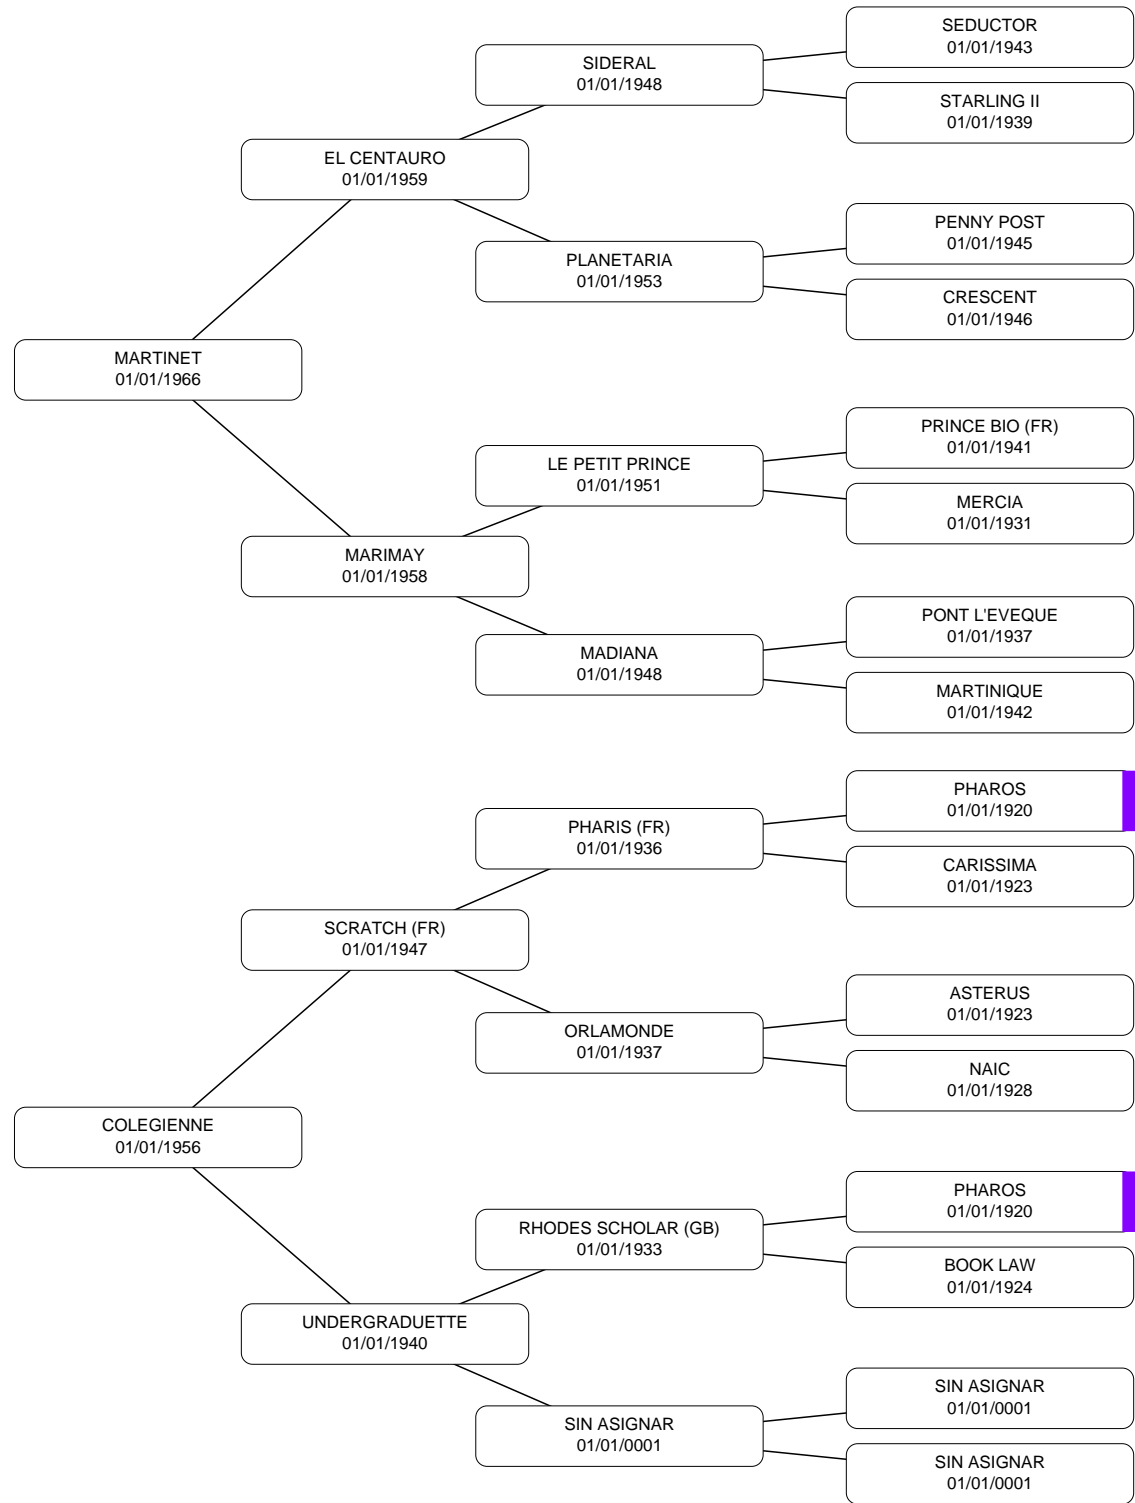 SEDUCTOR
01/01/1943
SIDERAL
01/01/1948
STARLING II
01/01/1939
EL CENTAURO
01/01/1959
PENNY POST
01/01/1945
PLANETARIA
01/01/1953
CRESCENT
01/01/1946
MARTINET
01/01/1966
PRINCE BIO (FR)
01/01/1941
LE PETIT PRINCE
01/01/1951
MERCIA
01/01/1931
MARIMAY
01/01/1958
PONT L'EVEQUE
01/01/1937
MADIANA
01/01/1948
MARTINIQUE
01/01/1942
PHAROS
01/01/1920
PHARIS (FR)
01/01/1936
CARISSIMA
01/01/1923
SCRATCH (FR)
01/01/1947
ASTERUS
01/01/1923
ORLAMONDE
01/01/1937
NAIC
01/01/1928
COLEGIENNE
01/01/1956
PHAROS
01/01/1920
RHODES SCHOLAR (GB)
01/01/1933
BOOK LAW
01/01/1924
UNDERGRADUETTE
01/01/1940
SIN ASIGNAR
01/01/0001
SIN ASIGNAR
01/01/0001
SIN ASIGNAR
01/01/0001